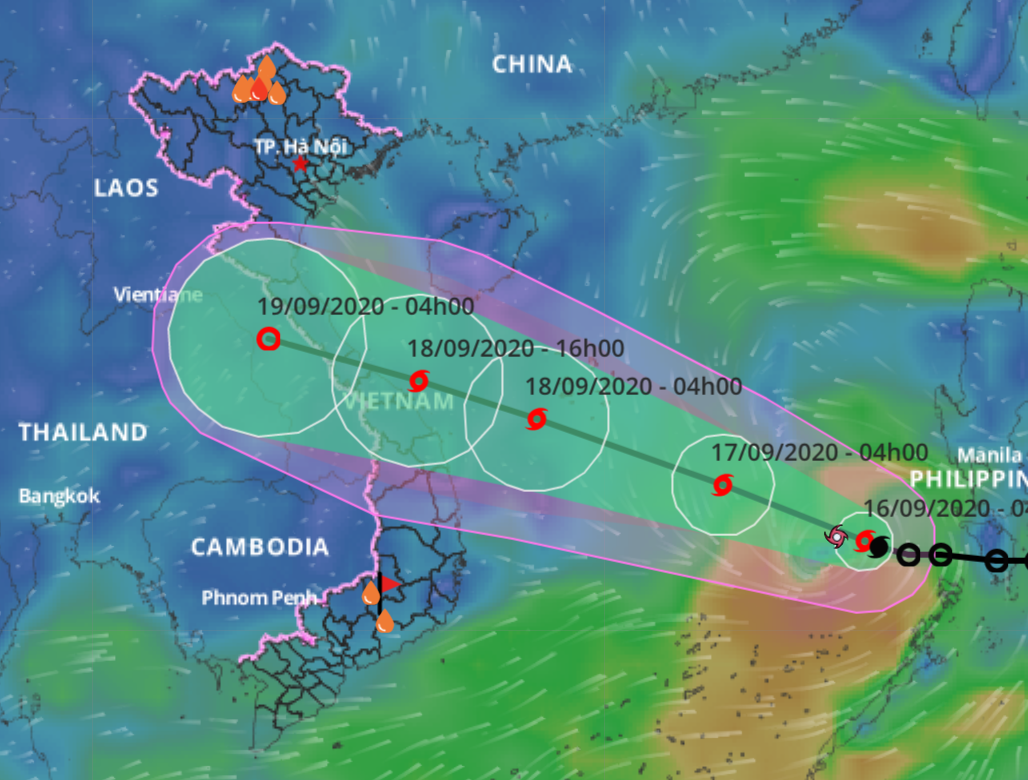 CHINA
TP. Hà Nội
LAOS
Vientiane
19/09/2020 - 04h00
18/09/2020 - 16h00
18/09/2020 - 04h00
VIETNAM
THAILAND
17/09/2020 - 04h00
Manila
PHILIPPIN
Bangkok
16/09/2020 - 04
CAMBODIA
Phnom Penh